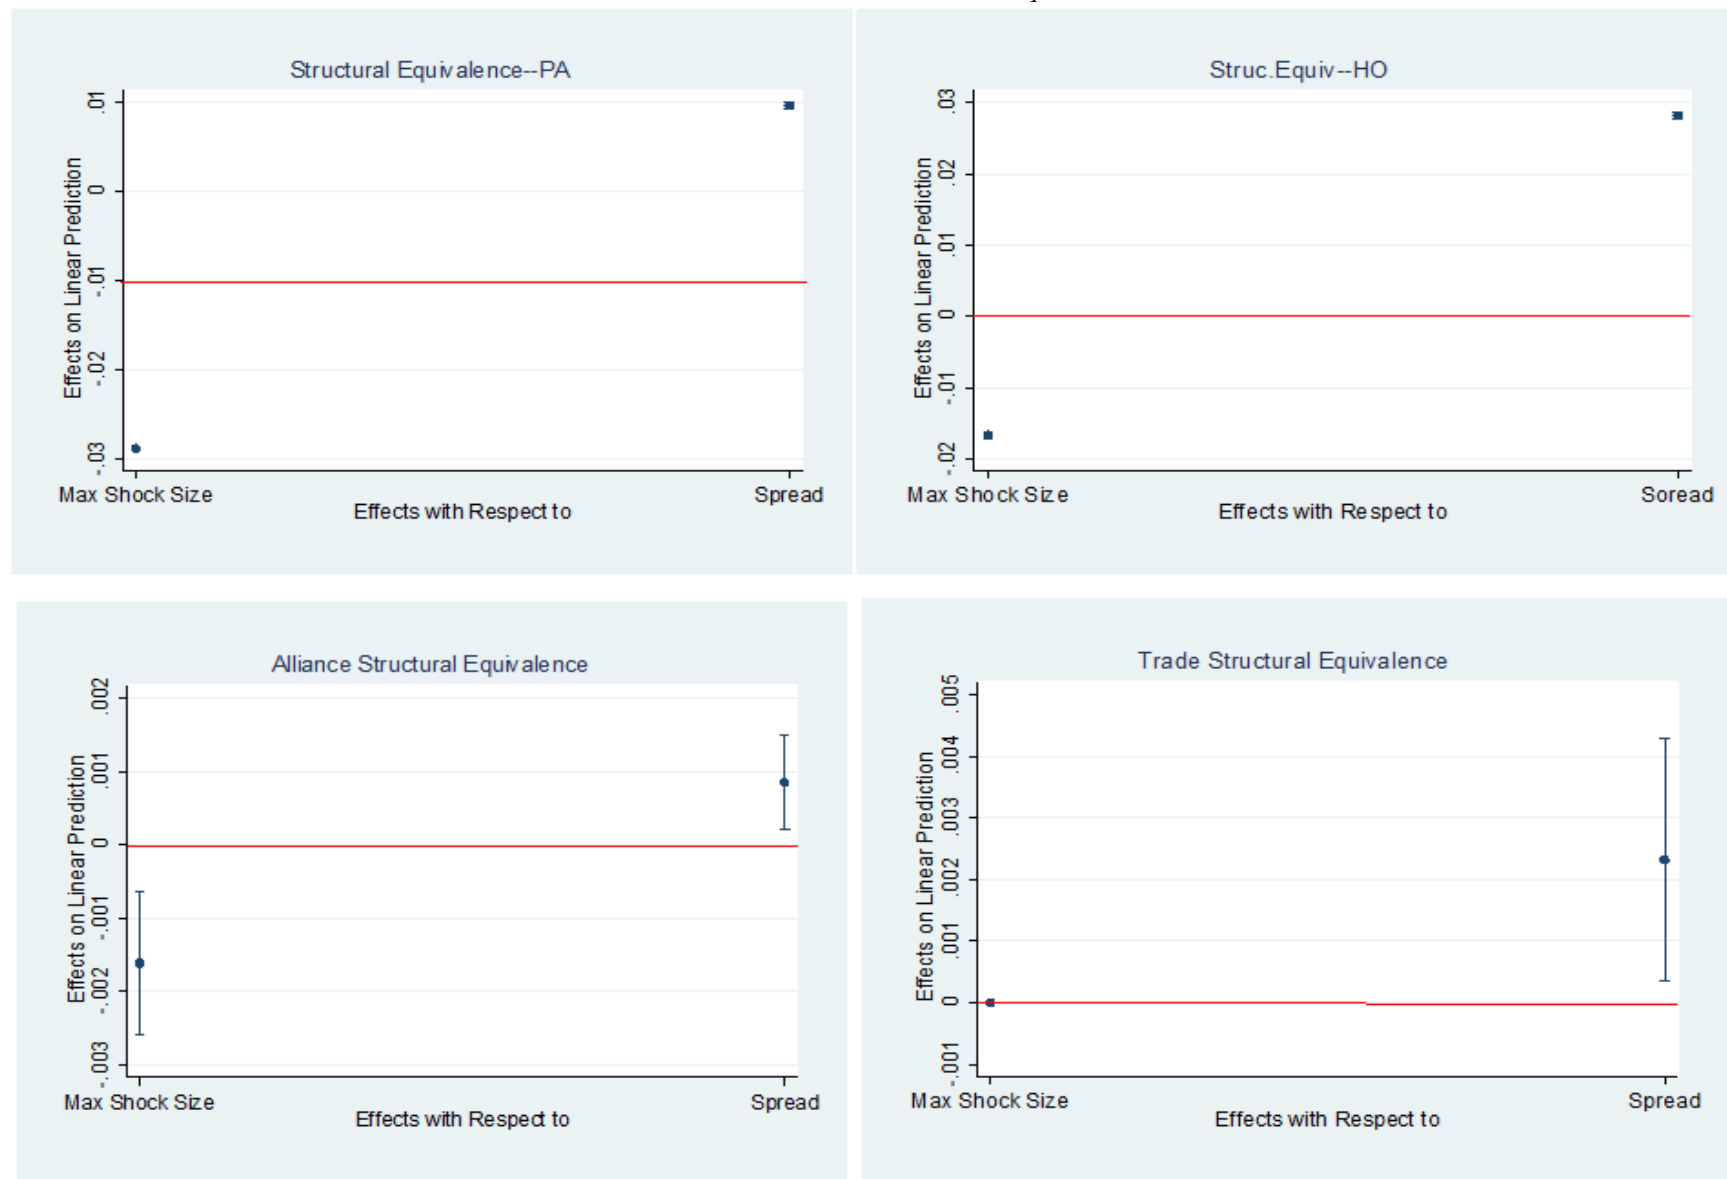 Structural Equivalence--PA
.01
0
-.01
-.02
-.03
Effects on Linear Prediction
Max Shock Size
Spread
Effects with Respect to
Struc.Equiv--HO
.03
.02
.01
0
-.01
-.02
Effects on Linear Prediction
Max Shock Size
Soread
Effects with Respect to
Alliance Structural Equivalence
.002
.001
0
-.001
-.002
-.003
Effects on Linear Prediction
Max Shock Size
Spread
Effects with Respect to
Trade Structural Equivalence
.005
.004
.003
.002
.001
0
-.001
Effects on Linear Prediction
Max Shock Size
Spread
Effects with Respect to